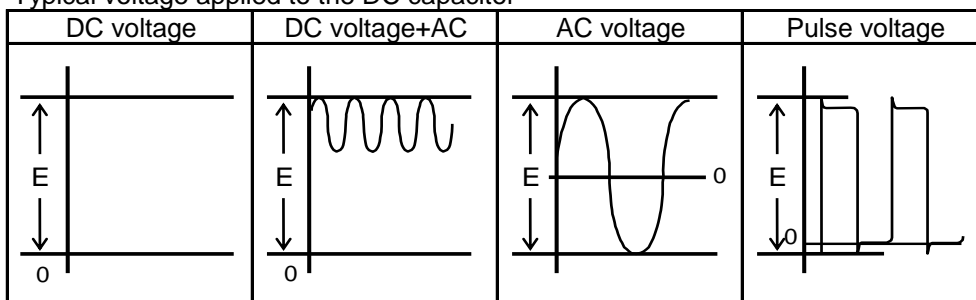 Typical voltage applied to the DC capacitor
DC voltage
DC voltage+AC
AC voltage
Pulse voltage
E
0
E
0
E
0
E
0